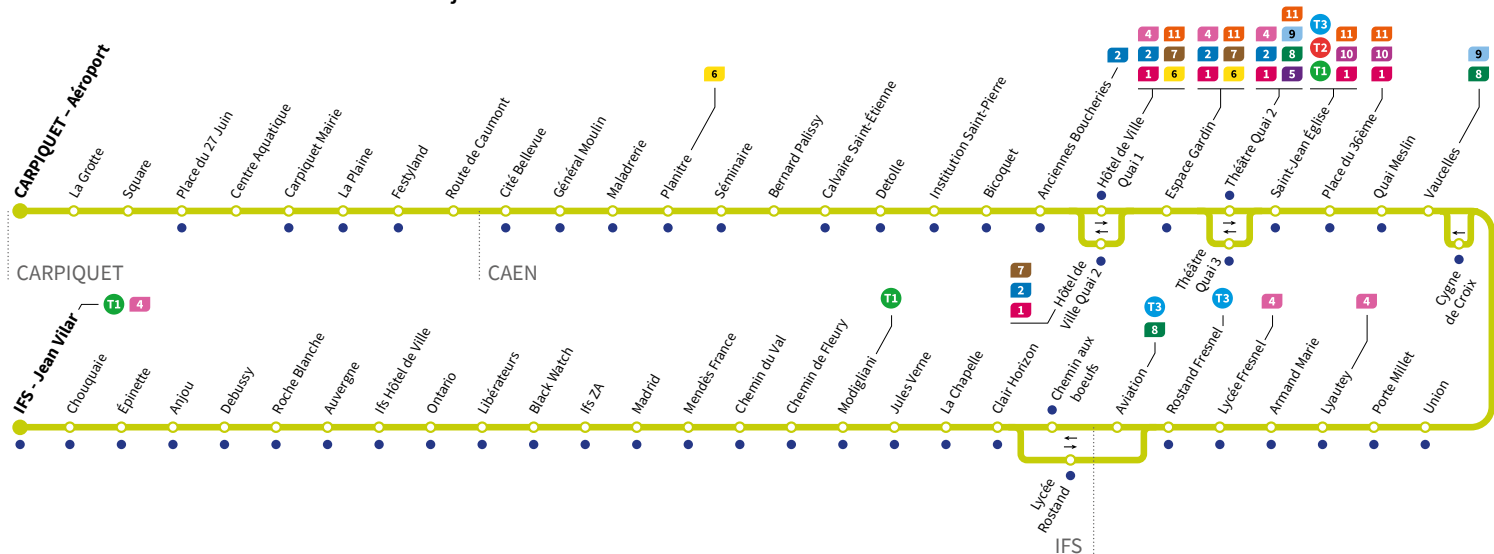 CARPIQUET – Aéroport
La Grotte
Square
Place du 27 Juin
Centre Aquatique
Carpiquet Mairie
La Plaine
Festyland
Route de Caumont
Cité Bellevue
Général Moulin
Maladrerie
Planitre
6
Séminaire
Bernard Palissy
Calvaire Saint-Étienne
Detolle
Institution Saint-Pierre
Bicoquet
Anciennes Boucheries
2
Hôtel de Ville
Quai 1
4 11
2 7
1 6
Espace Gardin
4 11
2 7
1 6
Théâtre Quai 2
11
4 9
2 8
1 5
Saint-Jean Église
T3
T2 11
T1 10
1
Place du 36ème
11
10
1
Quai Meslin
Vaucelles
9
8
CARPIQUET
CAEN
Hôtel de
Ville Quai 2
7
2
1
Théâtre
Quai 3
Cygne
de Croix
IFS - Jean Vilar
T1 4
Chouquaie
Épinette
Anjou
Debussy
Roche Blanche
Auvergne
Ifs Hôtel de Ville
Ontario
Libérateurs
Black Watch
Ifs ZA
Madrid
Mendès France
Chemin du Val
Chemin de Fleury
Modigliani
T1
Jules Verne
La Chapelle
Clair Horizon
Chemin aux
boeufs
Aviation
T3
8
Rostand Fresnel
T3
Lycée Fresnel
4
Armand Marie
Lyautey
4
Porte Millet
Union
Lycée
Rostand
IFS